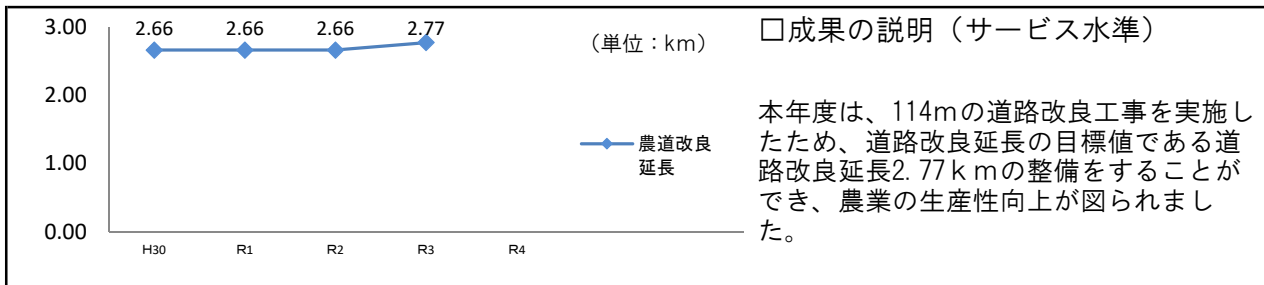 3.00
2.00
1.00
0.00
2.66 2.66 2.66 2.77
H30 R1 R2 R3 R4
（単位：km）
農道改良
延長
□成果の説明（サービス水準）
本年度は、114mの道路改良工事を実施し
たため、道路改良延長の目標値である道
路改良延長2.77ｋｍの整備をすることが
でき、農業の生産性向上が図られまし
た。